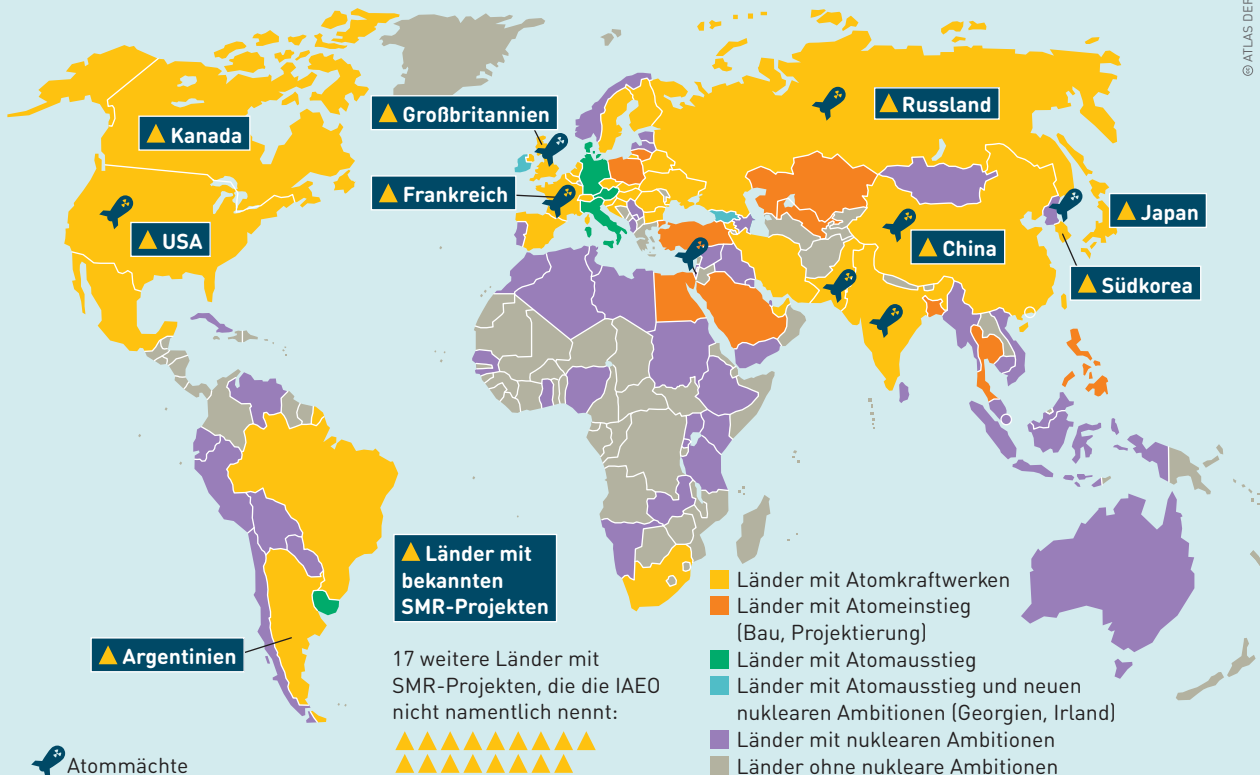 © ATLAS DER
Kanada
Großbritannien
Russland
Frankreich
USA
Japan
China
Südkorea
Argentinien
Länder mit
bekannten
SMR-Projekten
17 weitere Länder mit
SMR-Projekten, die die IAEO
nicht namentlich nennt:
Atommächte
Länder mit Atomkraftwerken
Länder mit Atomeinstieg
(Bau, Projektierung)
Länder mit Atomausstieg
Länder mit Atomausstieg und neuen
nuklearen Ambitionen (Georgien, Irland)
Länder mit nuklearen Ambitionen
Länder ohne nukleare Ambitionen